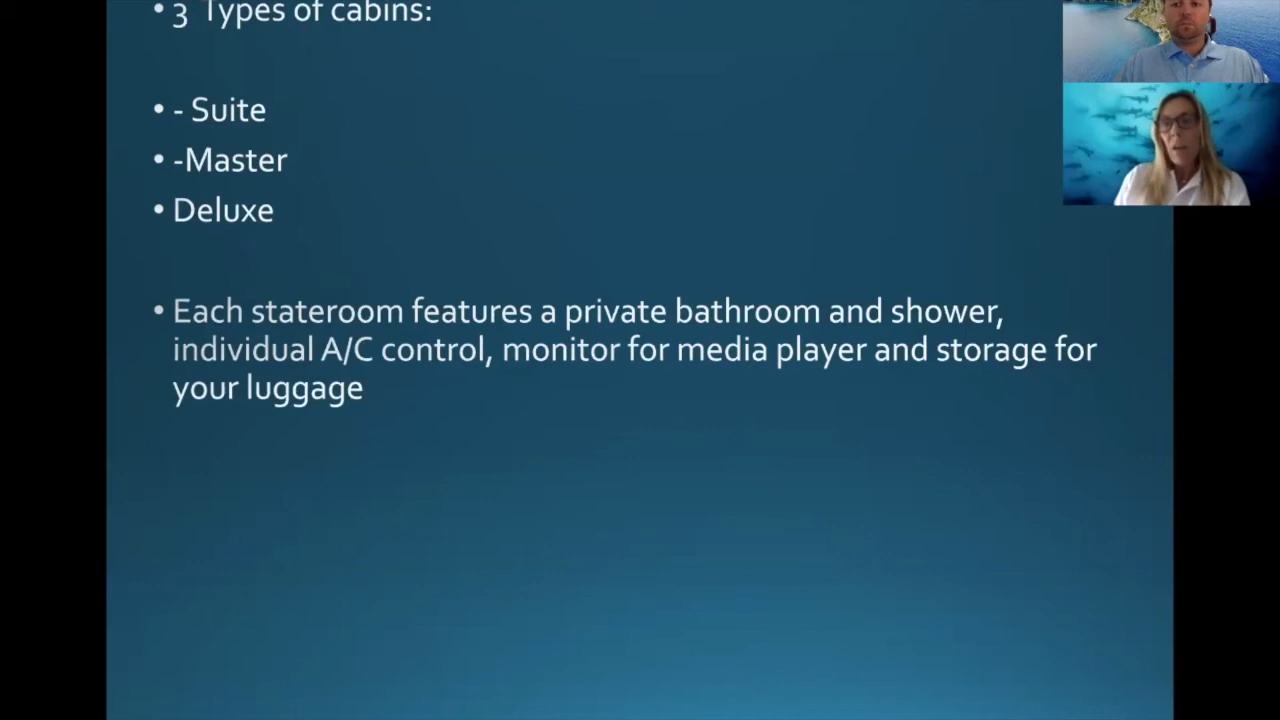 • 3 Types of cabins:
• - Suite
• -Master
• Deluxe
• Each stateroom features a private bathroom and shower,
individual A/C control, monitor for media player and storage for
your luggage